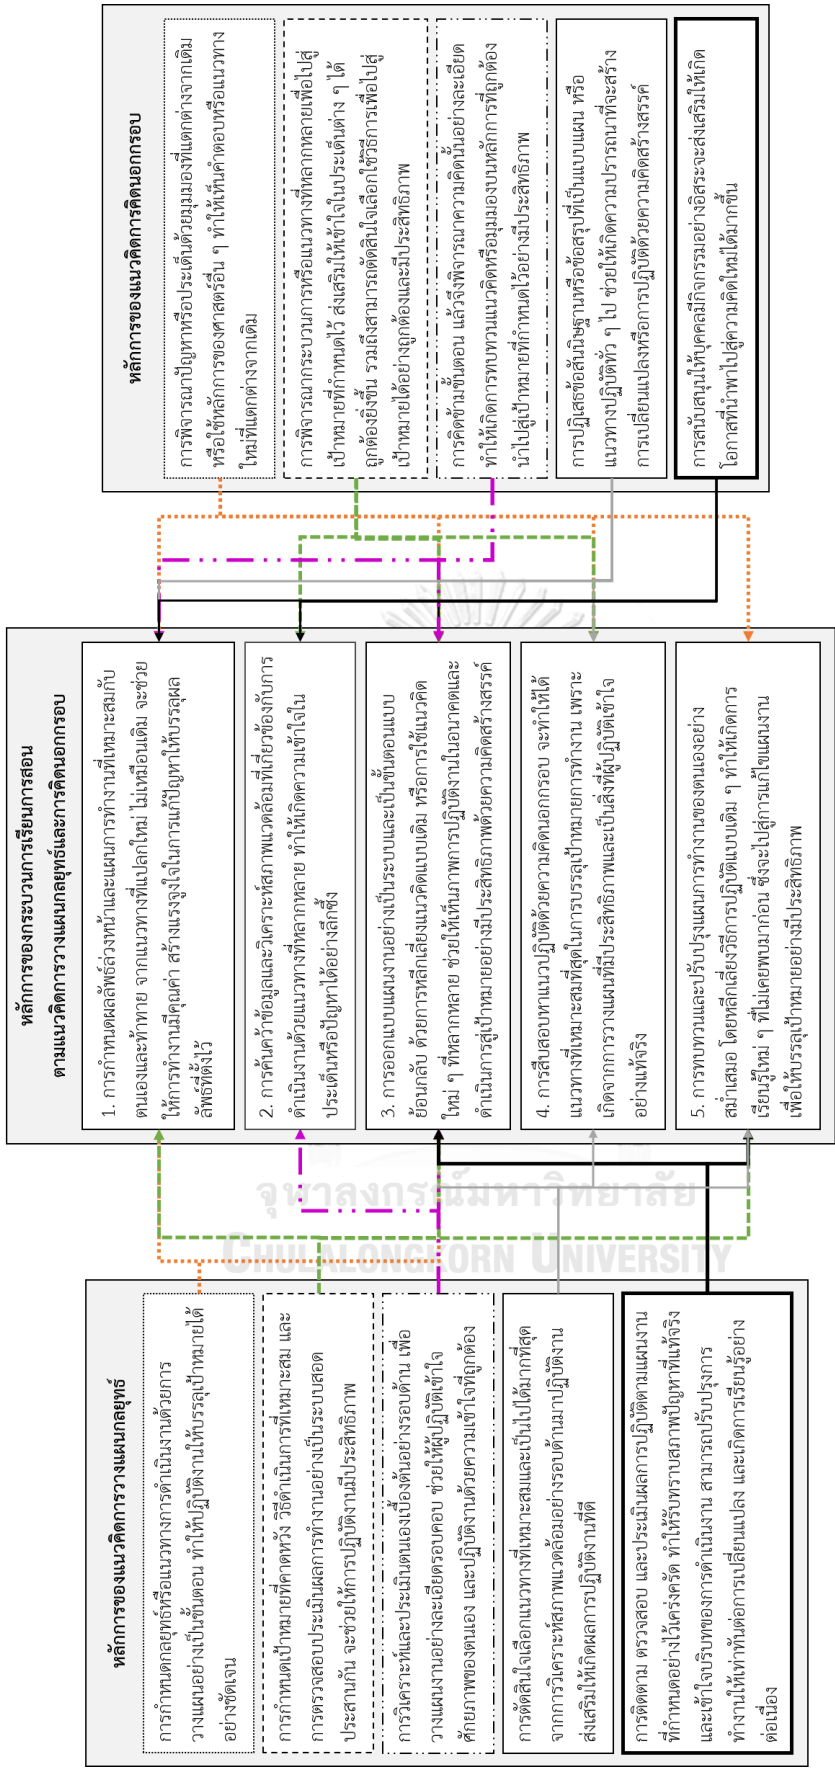 หลักการของแนวคิดการวางแผนกลยุทธ์
การกำหนดกลยุทธ์หรือแนวทางการดำเนินงานด้วยการ
วางแผนอย่างเป็นขั้นตอน ทำให้ปฏิบัติงานให้บรรลุเป้าหมายได้
อย่างชัดเจน
การกำหนดเป้าหมายที่คาดหวัง วิธีดำเนินการที่เหมาะสม และ
การตรวจสอบประเมินผลการทำงานอย่างเป็นระบบสอด
ประสานกัน จะช่วยให้การปฏิบัติงานมีประสิทธิภาพ
การวิเคราะห์และประเมินตนเองเบื้องต้นอย่างรอบด้าน เพื่อ
วางแผนงานอย่างละเอียดรอบคอบ ช่วยให้ผู้ปฏิบัติเข้าใจ
ศักยภาพของตนเอง และปฏิบัติงานด้วยความเข้าใจที่ถูกต้อง
การตัดสินใจเลือกแนวทางที่เหมาะสมและเป็นไปได้มากที่สุด
จากการวิเคราะห์สภาพแวดล้อมอย่างรอบด้านมาปฏิบัติงาน
ส่งเสริมให้เกิดผลการปฏิบัติงานที่ดี
การติดตาม ตรวจสอบ และประเมินผลการปฏิบัติตามแผนงาน
ที่กำหนดอย่างไว้เคร่งครัด ทำให้รับทราบสภาพปัญหาที่แท้จริง
และเข้าใจบริบทของการดำเนินงาน สามารถปรับปรุงการ
ทำงานให้เท่าทันต่อการเปลี่ยนแปลง และเกิดการเรียนรู้อย่าง
ต่อเนื่อง
หลักการของกระบวนการเรียนการสอน
ตามแนวคิดการวางแผนกลยุทธ์และการคิดนอกกรอบ
1. การกำหนดผลลัพธ์ล่วงหน้าและแผนการทำงานที่เหมาะสมกับ
ตนเองและท้าทาย จากแนวทางที่แปลกใหม่ ไม่เหมือนเดิม จะช่วย
ให้การทำงานมีคุณค่า สร้างแรงจูงใจในการแก้ปัญหาให้บรรลุผล
ลัพธ์ที่ตั้งไว้
2. การค้นคว้าข้อมูลและวิเคราะห์สภาพแวดล้อมที่เกี่ยวข้องกับการ
ดำเนินงานด้วยแนวทางที่หลากหลาย ทำให้เกิดความเข้าใจใน
ประเด็นหรือปัญหาได้อย่างลึกซึ้ง
3. การออกแบบแผนงานอย่างเป็นระบบและเป็นขั้นตอนแบบ
ย้อนกลับ ด้วยการหลีกเลี่ยงแนวคิดแบบเดิม หรือการใช้แนวคิด
ใหม่ ๆ ที่หลากหลาย ช่วยให้เห็นภาพการปฏิบัติงานในอนาคตและ
ดำเนินการสู่เป้าหมายอย่างมีประสิทธิภาพด้วยความคิดสร้างสรรค์
4. การสืบสอบหาแนวปฏิบัติด้วยความคิดนอกกรอบ จะทำให้ได้
แนวทางที่เหมาะสมที่สุดในการบรรลุเป้าหมายการทำงาน เพราะ
เกิดจากการวางแผนที่มีประสิทธิภาพและเป็นสิ่งที่ผู้ปฏิบัติเข้าใจ
อย่างแท้จริง
5. การทบทวนและปรับปรุงแผนการทำงานของตนเองอย่าง
สม่ำเสมอ โดยหลีกเลี่ยงวิธีการปฏิบัติแบบเดิม ๆ ทำให้เกิดการ
เรียนรู้ใหม่ ๆ ที่ไม่เคยพบมาก่อน ซึ่งจะไปสู่การแก้ไขแผนงาน
เพื่อให้บรรลุเป้าหมายอย่างมีประสิทธิภาพ
หลักการของแนวคิดการคิดนอกกรอบ
การพิจารณาปัญหาหรือประเด็นด้วยมุมมองที่แตกต่างจากเดิม
หรือใช้หลักการของศาสตร์อื่น ๆ ทำให้เห็นคำตอบหรือแนวทาง
ใหม่ที่แตกต่างจากเดิม
การพิจารณากระบวนการหรือแนวทางที่หลากหลายเพื่อไปสู่
เป้าหมายที่กำหนดไว้ ส่งเสริมให้เข้าใจในประเด็นต่าง ๆ ได้
ถูกต้องยิ่งขึ้น รวมถึงสามารถตัดสินใจเลือกใช้วิธีการเพื่อไปสู่
เป้าหมายได้อย่างถูกต้องและมีประสิทธิภาพ
การคิดข้ามขั้นตอน แล้วจึงพิจารณาความคิดนั้นอย่างละเอียด
ทำให้เกิดการทบทวนแนวคิดหรือมุมมองบนหลักการที่ถูกต้อง
นำไปสู่เป้าหมายที่กำหนดไว้อย่างมีประสิทธิภาพ
การปฏิเสธข้อสันนิษฐานหรือข้อสรุปที่เป็นแบบแผน หรือ
แนวทางปฏิบัติทั่ว ๆ ไป ช่วยให้เกิดความปรารถนาที่จะสร้าง
การเปลี่ยนแปลงหรือการปฏิบัติด้วยความคิดสร้างสรรค์
การสนับสนุนให้บุคคลมีกิจกรรมอย่างอิสระจะส่งเสริมให้เกิด
โอกาสที่นำพาไปสู่ความคิดใหม่ได้มากขึ้น
จุฬาลงกรณ์มหาวิทยาลัย
CHULALONGKORN UNIVERSITY